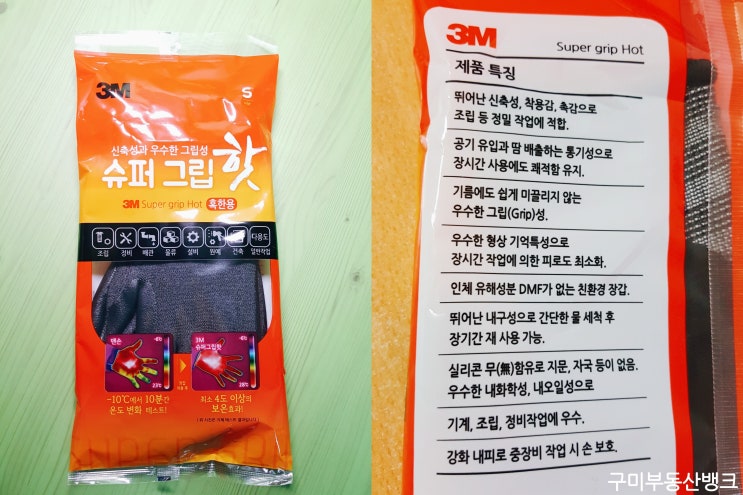 3M
S
신축성과 우수한 그립성
슈퍼 그립 핫
3M Super grip Hot 혹한용
조립 정비 배관 물류 설비 원예 건축 다용도 일반작업
맨손
-6℃
23℃
3M
슈퍼그립핫
-6℃
28℃
-10℃에서 10분간
온도 변화 테스트!
최소 4도 이상의
보온효과!
3M
Super grip Hot
제품 특징
뛰어난 신축성, 착용감, 촉감으로
조립 등 정밀 작업에 적합.
공기 유입과 땀 배출하는 통기성으로
장시간 사용에도 쾌적함 유지.
기름에도 쉽게 미끌리지 않는
우수한 그립(Grip)성.
우수한 형상 기억특성으로
장시간 작업에 의한 피로도 최소화.
인체 유해성분 DMF가 없는 친환경 장갑.
뛰어난 내구성으로 간단한 물 세척 후
장기간 재 사용 가능.
실리콘 무(無)함유로 지문, 자국 등이 없음.
우수한 내화학성, 내오일성으로
기계, 조립, 정비작업에 우수.
강화 내피로 중장비 작업 시 손 보호.
구미부동산뱅크